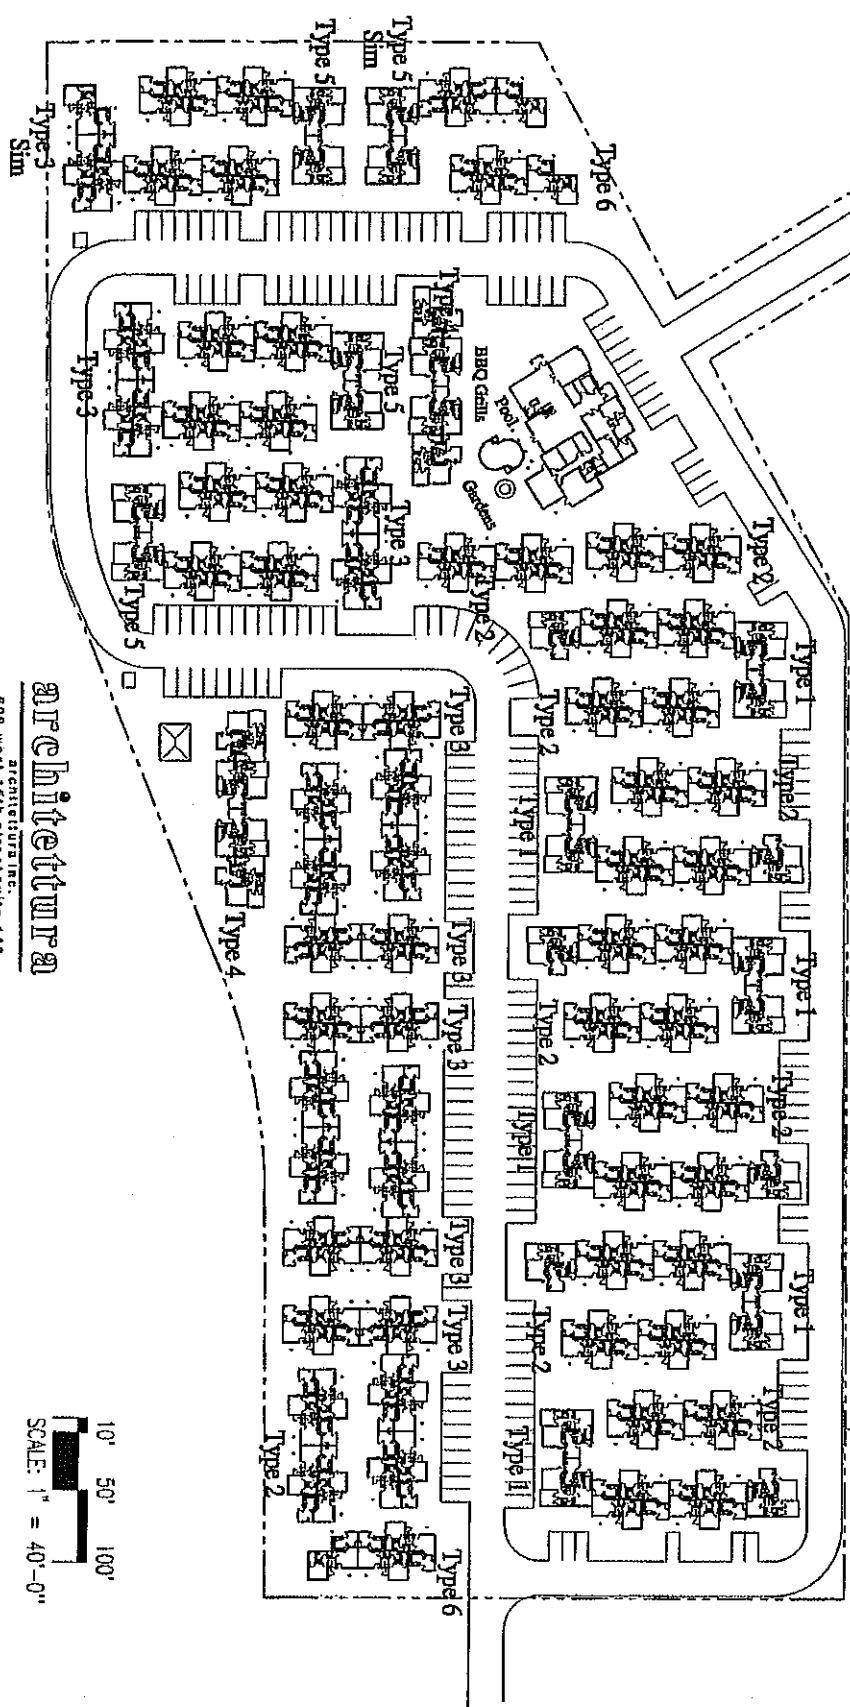 Type 5
Type 5
Sim
Type 3
Sim
Type 6
BBQ Grills
Pool
Gardens
Type 3
Type 5
Type 3
Type 5
Type 2
Type 2
Type 1
Type 2
Type 3
Type 2
Type 1
Type 4
Type 3
Type 1
Type 2
Type 3
Type 2
Type 1
Type 3
Type 1
Type 3
Type 2
Type 2
Type 1
Type 2
Type 6
architettura
architettura inc.
10' 50' 100'
SCALE: 1" = 40'-0"